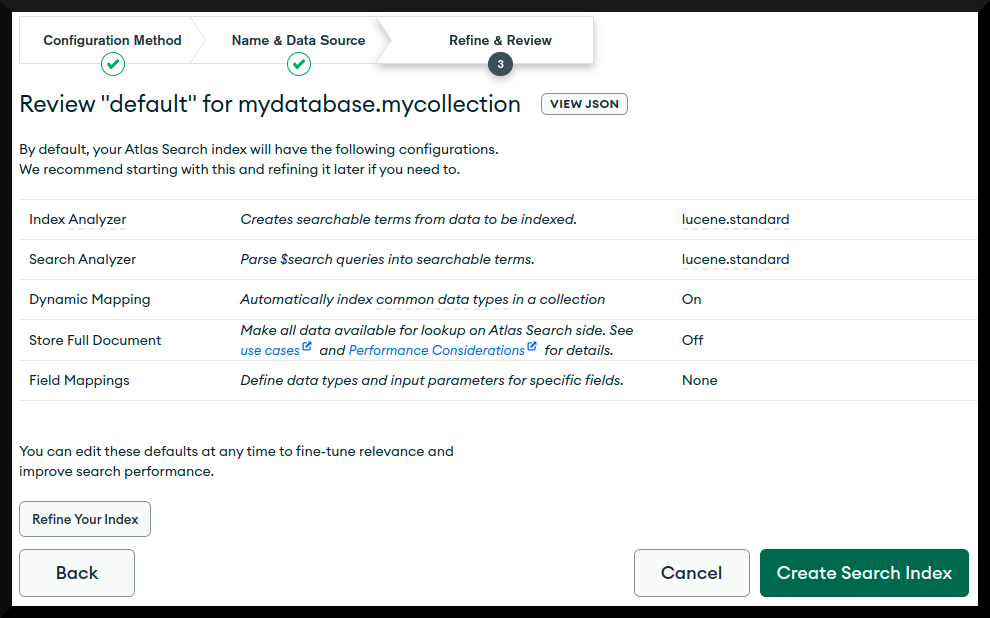 Configuration Method
Name & Data Source
Refine & Review
3
Review "default" for mydatabase.mycollection
VIEW JSON
By default, your Atlas Search index will have the following configurations.
We recommend starting with this and refining it later if you need to.
Index Analyzer
Creates searchable terms from data to be indexed.
lucene.standard
Search Analyzer
Parse $search queries into searchable terms.
lucene.standard
Dynamic Mapping
Automatically index common data types in a collection
On
Store Full Document
Make all data available for lookup on Atlas Search side. See
use cases and Performance Considerations for details.
Off
Field Mappings
Define data types and input parameters for specific fields.
None
You can edit these defaults at any time to fine-tune relevance and
improve search performance.
Refine Your Index
Back
Cancel
Create Search Index